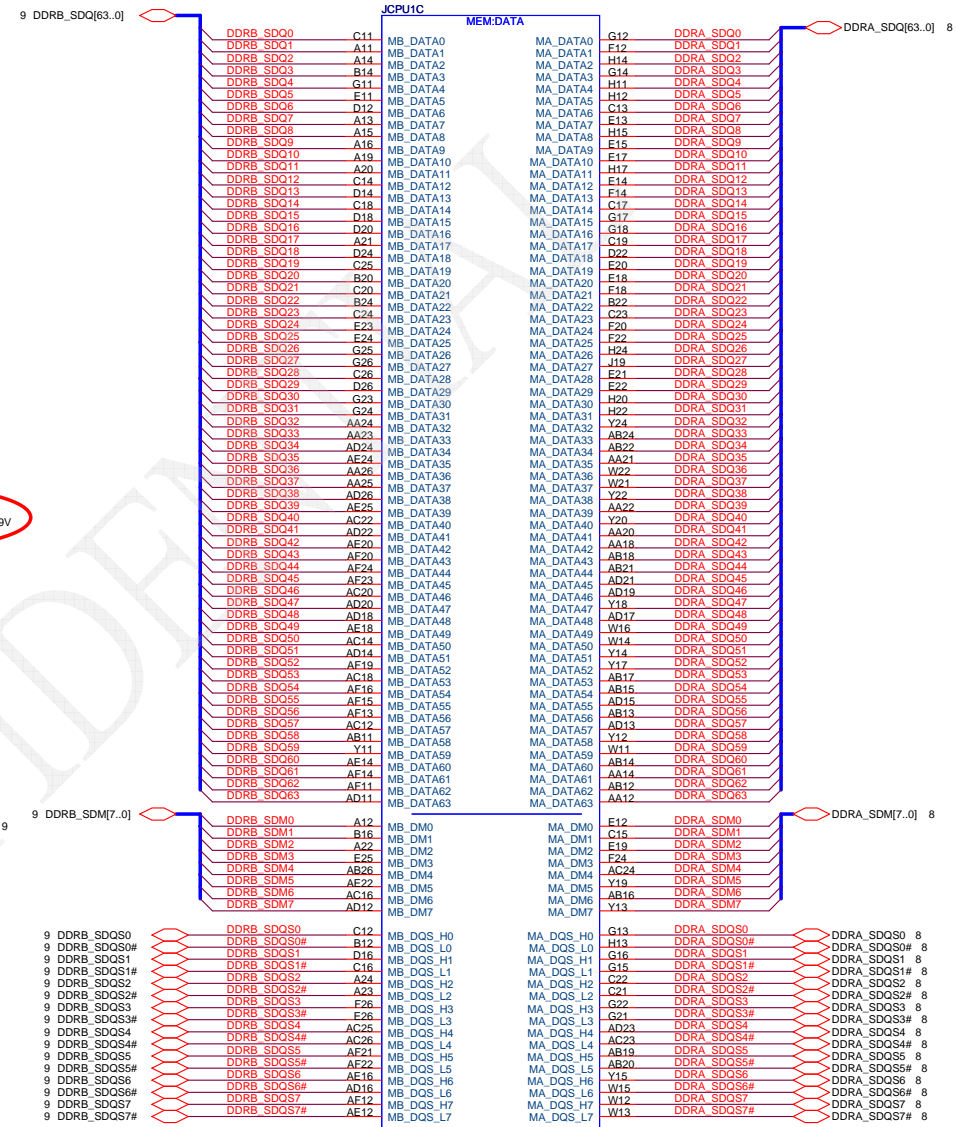 JCPU1C
9 DDRB_SDQ[63..0] MEM:DATA DDRA_SDQ[63..0] 8
DDRB_SDQ0 C11 MB_DATA0 MA_DATA0 G12 DDRA_SDQ0
DDRB_SDQ1 A11 MB_DATA1 MA_DATA1 F12 DDRA_SDQ1
DDRB_SDQ2 A14 MB_DATA2 MA_DATA2 H14 DDRA_SDQ2
DDRB_SDQ3 B14 MB_DATA3 MA_DATA3 G14 DDRA_SDQ3
DDRB_SDQ4 G11 MB_DATA4 MA_DATA4 H11 DDRA_SDQ4
DDRB_SDQ5 E11 MB_DATA5 MA_DATA5 H12 DDRA_SDQ5
DDRB_SDQ6 D12 MB_DATA6 MA_DATA6 C13 DDRA_SDQ6
DDRB_SDQ7 A13 MB_DATA7 MA_DATA7 E13 DDRA_SDQ7
DDRB_SDQ8 A15 MB_DATA8 MA_DATA8 H15 DDRA_SDQ8
DDRB_SDQ9 A16 MB_DATA9 MA_DATA9 E15 DDRA_SDQ9
DDRB_SDQ10 A19 MB_DATA10 MA_DATA10 E17 DDRA_SDQ10
DDRB_SDQ11 A20 MB_DATA11 MA_DATA11 H17 DDRA_SDQ11
DDRB_SDQ12 C14 MB_DATA12 MA_DATA12 E14 DDRA_SDQ12
DDRB_SDQ13 D14 MB_DATA13 MA_DATA13 F14 DDRA_SDQ13
DDRB_SDQ14 C18 MB_DATA14 MA_DATA14 C17 DDRA_SDQ14
DDRB_SDQ15 D18 MB_DATA15 MA_DATA15 G17 DDRA_SDQ15
DDRB_SDQ16 D20 MB_DATA16 MA_DATA16 G18 DDRA_SDQ16
DDRB_SDQ17 A21 MB_DATA17 MA_DATA17 C19 DDRA_SDQ17
DDRB_SDQ18 D24 MB_DATA18 MA_DATA18 D22 DDRA_SDQ18
DDRB_SDQ19 C25 MB_DATA19 MA_DATA19 E20 DDRA_SDQ19
DDRB_SDQ20 B20 MB_DATA20 MA_DATA20 E18 DDRA_SDQ20
DDRB_SDQ21 C20 MB_DATA21 MA_DATA21 F18 DDRA_SDQ21
DDRB_SDQ22 B24 MB_DATA22 MA_DATA22 B22 DDRA_SDQ22
DDRB_SDQ23 C24 MB_DATA23 MA_DATA23 C23 DDRA_SDQ23
DDRB_SDQ24 E23 MB_DATA24 MA_DATA24 F20 DDRA_SDQ24
DDRB_SDQ25 E24 MB_DATA25 MA_DATA25 F22 DDRA_SDQ25
DDRB_SDQ26 G25 MB_DATA26 MA_DATA26 H24 DDRA_SDQ26
DDRB_SDQ27 G26 MB_DATA27 MA_DATA27 J19 DDRA_SDQ27
DDRB_SDQ28 C26 MB_DATA28 MA_DATA28 E21 DDRA_SDQ28
DDRB_SDQ29 D26 MB_DATA29 MA_DATA29 E22 DDRA_SDQ29
DDRB_SDQ30 G23 MB_DATA30 MA_DATA30 H20 DDRA_SDQ30
DDRB_SDQ31 G24 MB_DATA31 MA_DATA31 H22 DDRA_SDQ31
DDRB_SDQ32 AA24 MB_DATA32 MA_DATA32 Y24 DDRA_SDQ32
DDRB_SDQ33 AA23 MB_DATA33 MA_DATA33 AB24 DDRA_SDQ33
DDRB_SDQ34 AD24 MB_DATA34 MA_DATA34 AB22 DDRA_SDQ34
DDRB_SDQ35 AE24 MB_DATA35 MA_DATA35 AA21 DDRA_SDQ35
DDRB_SDQ36 AA26 MB_DATA36 MA_DATA36 W22 DDRA_SDQ36
DDRB_SDQ37 AA25 MB_DATA37 MA_DATA37 W21 DDRA_SDQ37
DDRB_SDQ38 AD26 MB_DATA38 MA_DATA38 Y22 DDRA_SDQ38
DDRB_SDQ39 AE25 MB_DATA39 MA_DATA39 AA22 DDRA_SDQ39
9V DDRB_SDQ40 AC22 MB_DATA40 MA_DATA40 Y20 DDRA_SDQ40
DDRB_SDQ41 AD22 MB_DATA41 MA_DATA41 AA20 DDRA_SDQ41
DDRB_SDQ42 AE20 MB_DATA42 MA_DATA42 AA18 DDRA_SDQ42
DDRB_SDQ43 AF20 MB_DATA43 MA_DATA43 AB18 DDRA_SDQ43
DDRB_SDQ44 AF24 MB_DATA44 MA_DATA44 AB21 DDRA_SDQ44
DDRB_SDQ45 AF23 MB_DATA45 MA_DATA45 AD21 DDRA_SDQ45
DDRB_SDQ46 AC20 MB_DATA46 MA_DATA46 AD19 DDRA_SDQ46
DDRB_SDQ47 AD20 MB_DATA47 MA_DATA47 Y18 DDRA_SDQ47
DDRB_SDQ48 AD18 MB_DATA48 MA_DATA48 AD17 DDRA_SDQ48
DDRB_SDQ49 AE18 MB_DATA49 MA_DATA49 W16 DDRA_SDQ49
DDRB_SDQ50 AC14 MB_DATA50 MA_DATA50 W14 DDRA_SDQ50
DDRB_SDQ51 AD14 MB_DATA51 MA_DATA51 Y14 DDRA_SDQ51
DDRB_SDQ52 AF19 MB_DATA52 MA_DATA52 Y17 DDRA_SDQ52
DDRB_SDQ53 AC18 MB_DATA53 MA_DATA53 AB17 DDRA_SDQ53
DDRB_SDQ54 AF16 MB_DATA54 MA_DATA54 AB15 DDRA_SDQ54
DDRB_SDQ55 AF15 MB_DATA55 MA_DATA55 AD15 DDRA_SDQ55
DDRB_SDQ56 AF13 MB_DATA56 MA_DATA56 AB13 DDRA_SDQ56
DDRB_SDQ57 AC12 MB_DATA57 MA_DATA57 AD13 DDRA_SDQ57
DDRB_SDQ58 AB11 MB_DATA58 MA_DATA58 Y12 DDRA_SDQ58
DDRB_SDQ59 Y11 MB_DATA59 MA_DATA59 W11 DDRA_SDQ59
DDRB_SDQ60 AE14 MB_DATA60 MA_DATA60 AB14 DDRA_SDQ60
DDRB_SDQ61 AF14 MB_DATA61 MA_DATA61 AA14 DDRA_SDQ61
DDRB_SDQ62 AF11 MB_DATA62 MA_DATA62 AB12 DDRA_SDQ62
DDRB_SDQ63 AD11 MB_DATA63 MA_DATA63 AA12 DDRA_SDQ63
9 DDRB_SDM[7..0] DDRA_SDM[7..0] 8
9 DDRB_SDM0 A12 MB_DM0 MA_DM0 E12 DDRA_SDM0
DDRB_SDM1 B16 MB_DM1 MA_DM1 C15 DDRA_SDM1
DDRB_SDM2 A22 MB_DM2 MA_DM2 E19 DDRA_SDM2
DDRB_SDM3 E25 MB_DM3 MA_DM3 F24 DDRA_SDM3
DDRB_SDM4 AB26 MB_DM4 MA_DM4 AC24 DDRA_SDM4
DDRB_SDM5 AE22 MB_DM5 MA_DM5 Y19 DDRA_SDM5
DDRB_SDM6 AC16 MB_DM6 MA_DM6 AB16 DDRA_SDM6
DDRB_SDM7 AD12 MB_DM7 MA_DM7 Y13 DDRA_SDM7
9 DDRB_SDQS0 DDRB_SDQS0 C12 MB_DQS_H0 MA_DQS_H0 G13 DDRA_SDQS0 DDRA_SDQS0 8
9 DDRB_SDQS0# DDRB_SDQS0# B12 MB_DQS_L0 MA_DQS_L0 H13 DDRA_SDQS0# DDRA_SDQS0# 8
9 DDRB_SDQS1 DDRB_SDQS1 D16 MB_DQS_H1 MA_DQS_H1 G16 DDRA_SDQS1 DDRA_SDQS1 8
9 DDRB_SDQS1# DDRB_SDQS1# C16 MB_DQS_L1 MA_DQS_L1 G15 DDRA_SDQS1# DDRA_SDQS1# 8
9 DDRB_SDQS2 DDRB_SDQS2 A24 MB_DQS_H2 MA_DQS_H2 C22 DDRA_SDQS2 DDRA_SDQS2 8
9 DDRB_SDQS2# DDRB_SDQS2# A23 MB_DQS_L2 MA_DQS_L2 C21 DDRA_SDQS2# DDRA_SDQS2# 8
9 DDRB_SDQS3 DDRB_SDQS3 F26 MB_DQS_H3 MA_DQS_H3 G22 DDRA_SDQS3 DDRA_SDQS3 8
9 DDRB_SDQS3# DDRB_SDQS3# E26 MB_DQS_L3 MA_DQS_L3 G21 DDRA_SDQS3# DDRA_SDQS3# 8
9 DDRB_SDQS4 DDRB_SDQS4 AC25 MB_DQS_H4 MA_DQS_H4 AD23 DDRA_SDQS4 DDRA_SDQS4 8
9 DDRB_SDQS4# DDRB_SDQS4# AC26 MB_DQS_L4 MA_DQS_L4 AC23 DDRA_SDQS4# DDRA_SDQS4# 8
9 DDRB_SDQS5 DDRB_SDQS5 AF21 MB_DQS_H5 MA_DQS_H5 AB19 DDRA_SDQS5 DDRA_SDQS5 8
9 DDRB_SDQS5# DDRB_SDQS5# AF22 MB_DQS_L5 MA_DQS_L5 AB20 DDRA_SDQS5# DDRA_SDQS5# 8
9 DDRB_SDQS6 DDRB_SDQS6 AE16 MB_DQS_H6 MA_DQS_H6 Y15 DDRA_SDQS6 DDRA_SDQS6 8
9 DDRB_SDQS6# DDRB_SDQS6# AD16 MB_DQS_L6 MA_DQS_L6 W15 DDRA_SDQS6# DDRA_SDQS6# 8
9 DDRB_SDQS7 DDRB_SDQS7 AF12 MB_DQS_H7 MA_DQS_H7 W12 DDRA_SDQS7 DDRA_SDQS7 8
9 DDRB_SDQS7# DDRB_SDQS7# AE12 MB_DQS_L7 MA_DQS_L7 W13 DDRA_SDQS7# DDRA_SDQS7# 8